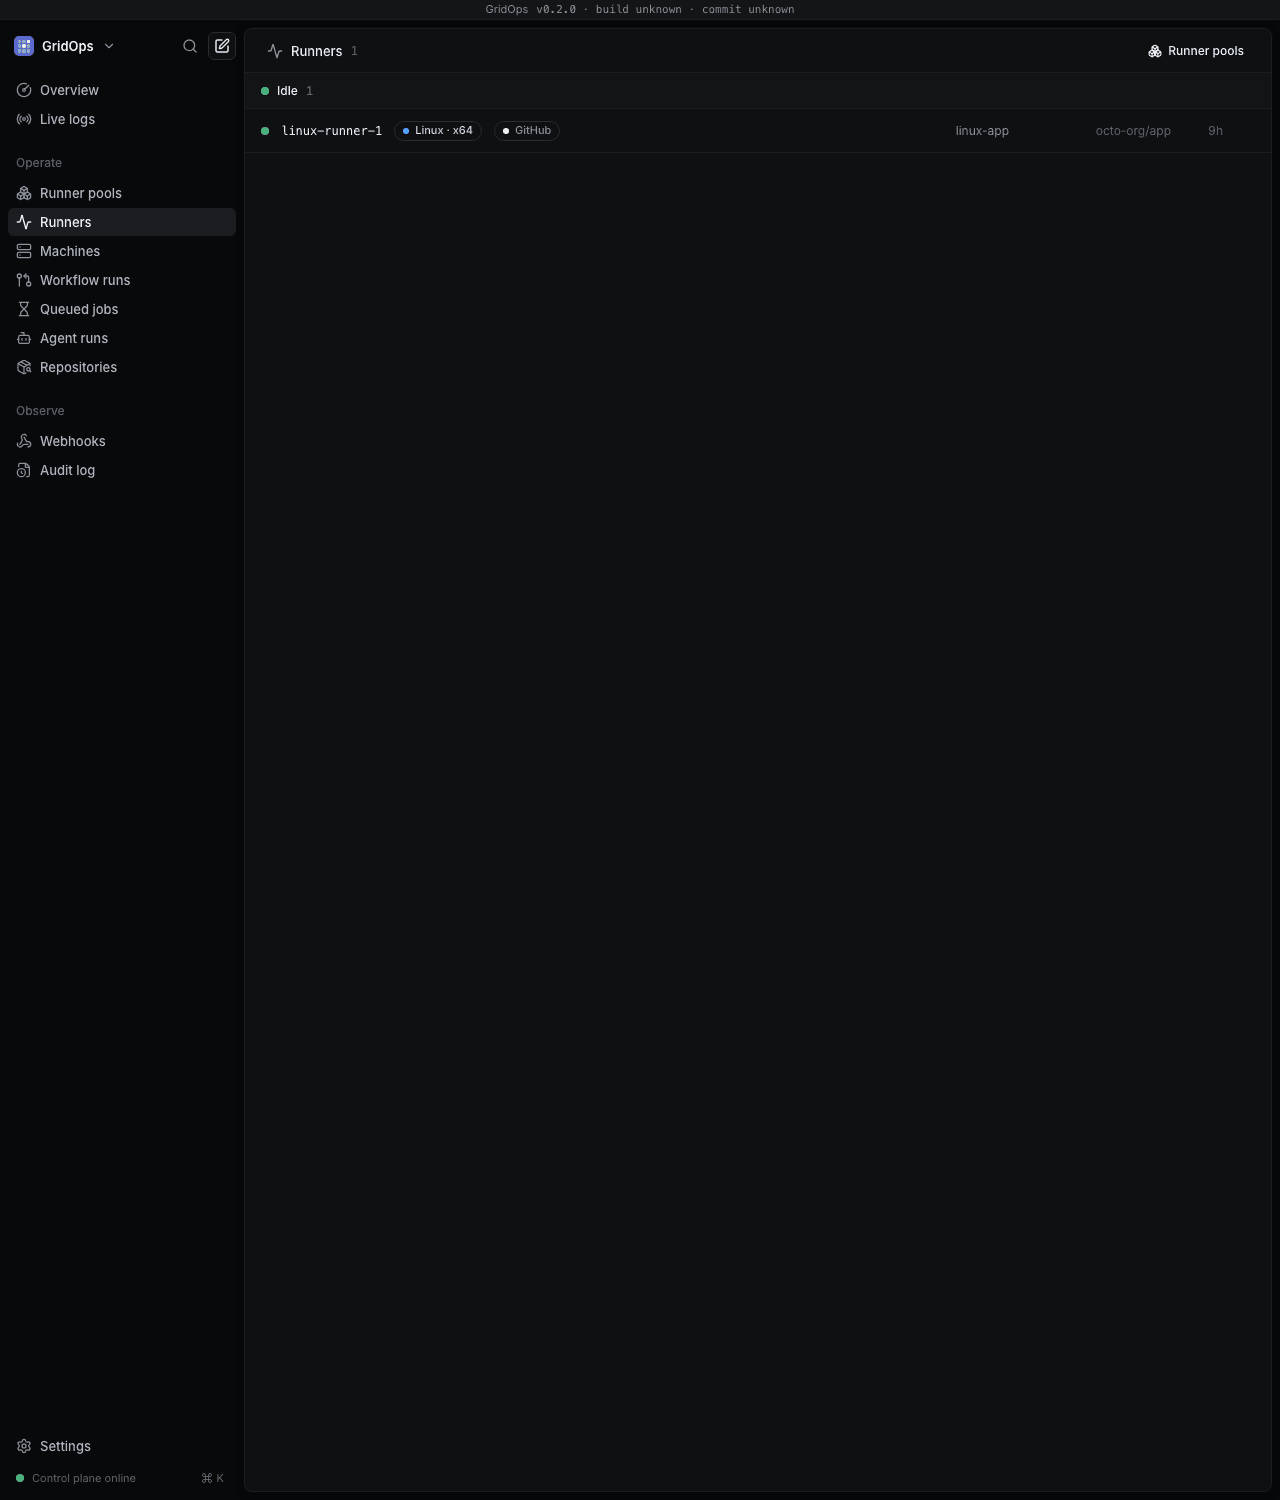 GridOps v0.2.0 · build unknown · commit unknown
GridOps
Overview
Live logs
Operate
Runner pools
Runners
Machines
Workflow runs
Queued jobs
Agent runs
Repositories
Observe
Webhooks
Audit log
Settings
Control plane online ⌘ K
Runners 1 Runner pools
Idle 1
linux-runner-1 Linux · x64 GitHub linux-app octo-org/app 9h